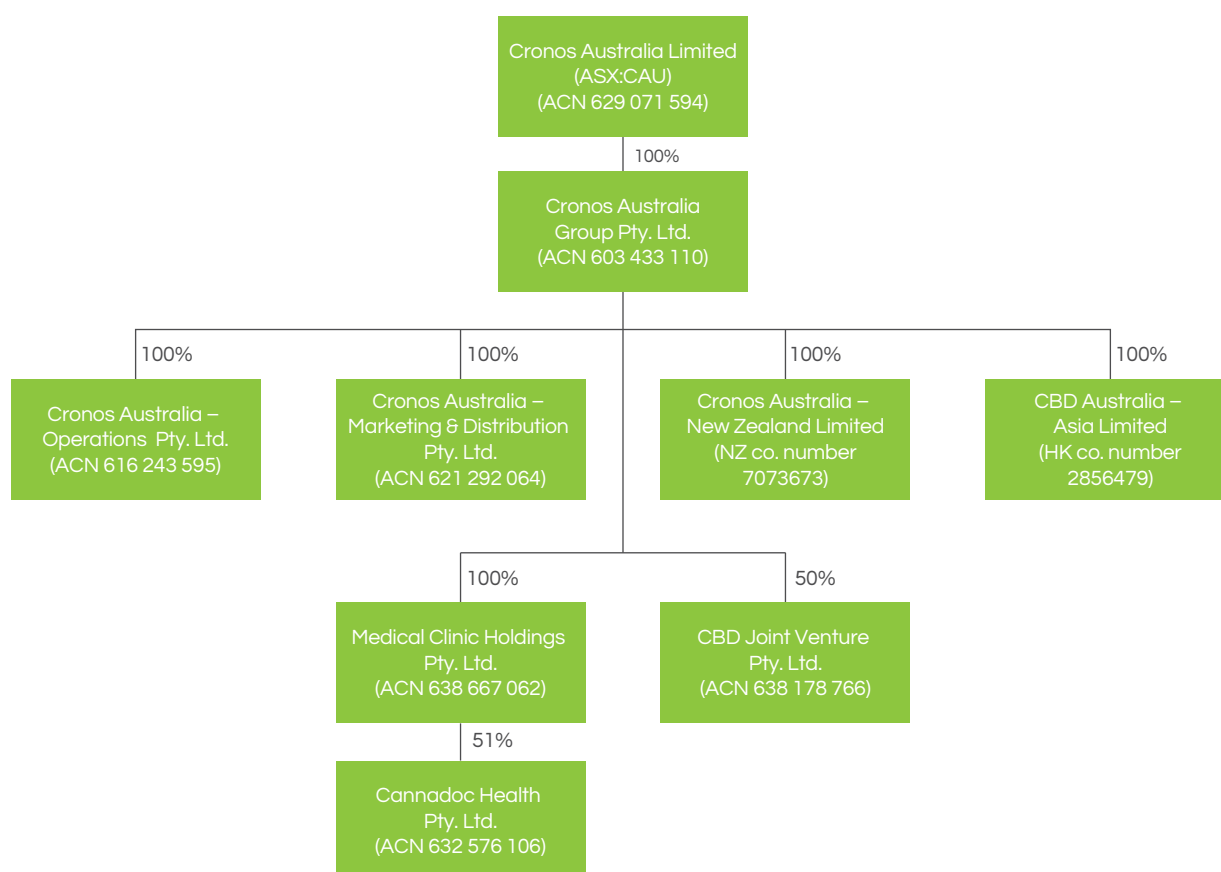 Cronos Australia Limited
(ASX:CAU)
(ACN 629 071 594)
100%
Cronos Australia
Group Pty. Ltd.
(ACN 603 433 110)
100%
100%
100%
100%
Cronos Australia –
Operations Pty. Ltd.
(ACN 616 243 595)
Cronos Australia –
Marketing & Distribution
Pty. Ltd.
(ACN 621 292 064)
Cronos Australia –
New Zealand Limited
(NZ co. number
7073673)
CBD Australia –
Asia Limited
(HK co. number
2856479)
100%
50%
Medical Clinic Holdings
Pty. Ltd.
(ACN 638 667 062)
CBD Joint Venture
Pty. Ltd.
(ACN 638 178 766)
51%
Cannadoc Health
Pty. Ltd.
(ACN 632 576 106)